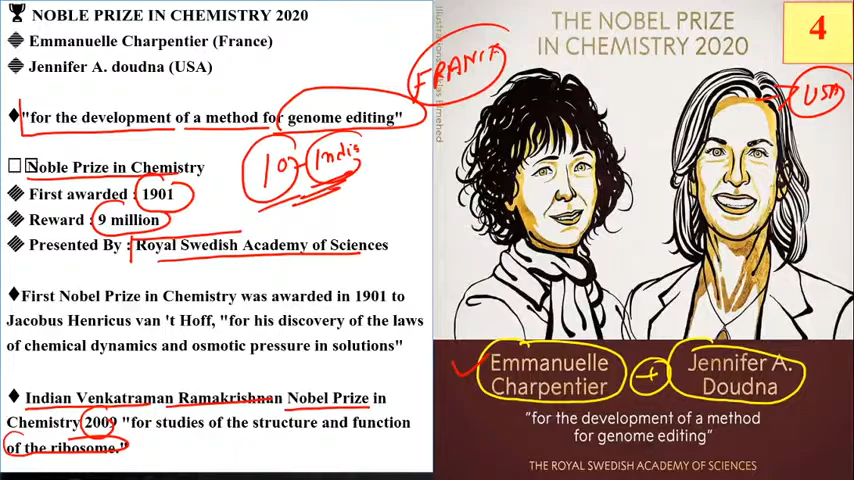 NOBLE PRIZE IN CHEMISTRY 2020
Emmanuelle Charpentier (France)
Jennifer A. doudna (USA)
"for the development of a method for genome editing"
Noble Prize in Chemistry
First awarded : 1901
Reward : 9 million
Presented By : Royal Swedish Academy of Sciences
First Nobel Prize in Chemistry was awarded in 1901 to
Jacobus Henricus van 't Hoff, "for his discovery of the laws
of chemical dynamics and osmotic pressure in solutions"
Indian Venkatraman Ramakrishnan Nobel Prize in
Chemistry 2009 "for studies of the structure and function
of the ribosome."
India
FRANCE
THE NOBEL PRIZE
IN CHEMISTRY 2020
4
USA
Emmanuelle
Charpentier
+
Jennifer A.
Doudna
"for the development of a method
for genome editing"
THE ROYAL SWEDISH ACADEMY OF SCIENCES